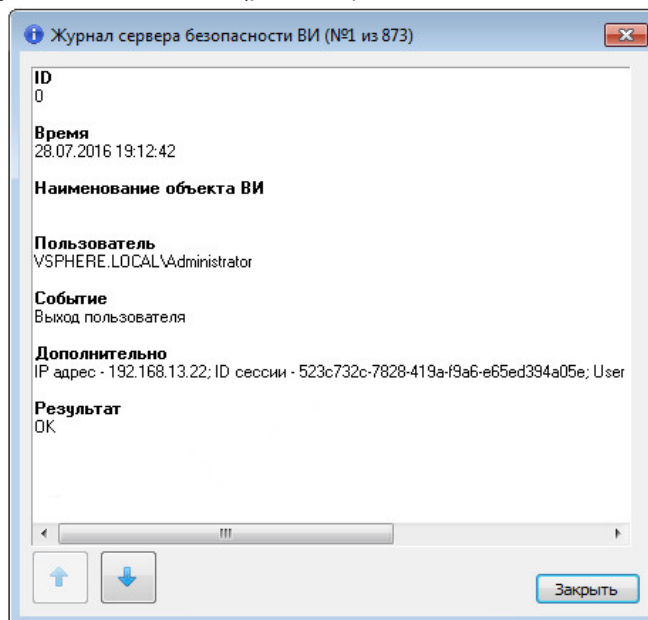 Журнал сервера безопасности ВИ (№1 из 873)
ID
0
Время
28.07.2016 19:12:42
Наименование объекта ВИ
Пользователь
VSPHERE.LOCAL\Administrator
Событие
Выход пользователя
Дополнительно
IP адрес - 192.168.13.22; ID сессии - 523c732c-7828-419a-f9a6-e65ed394a05e; User
Результат
OK
Закрыть